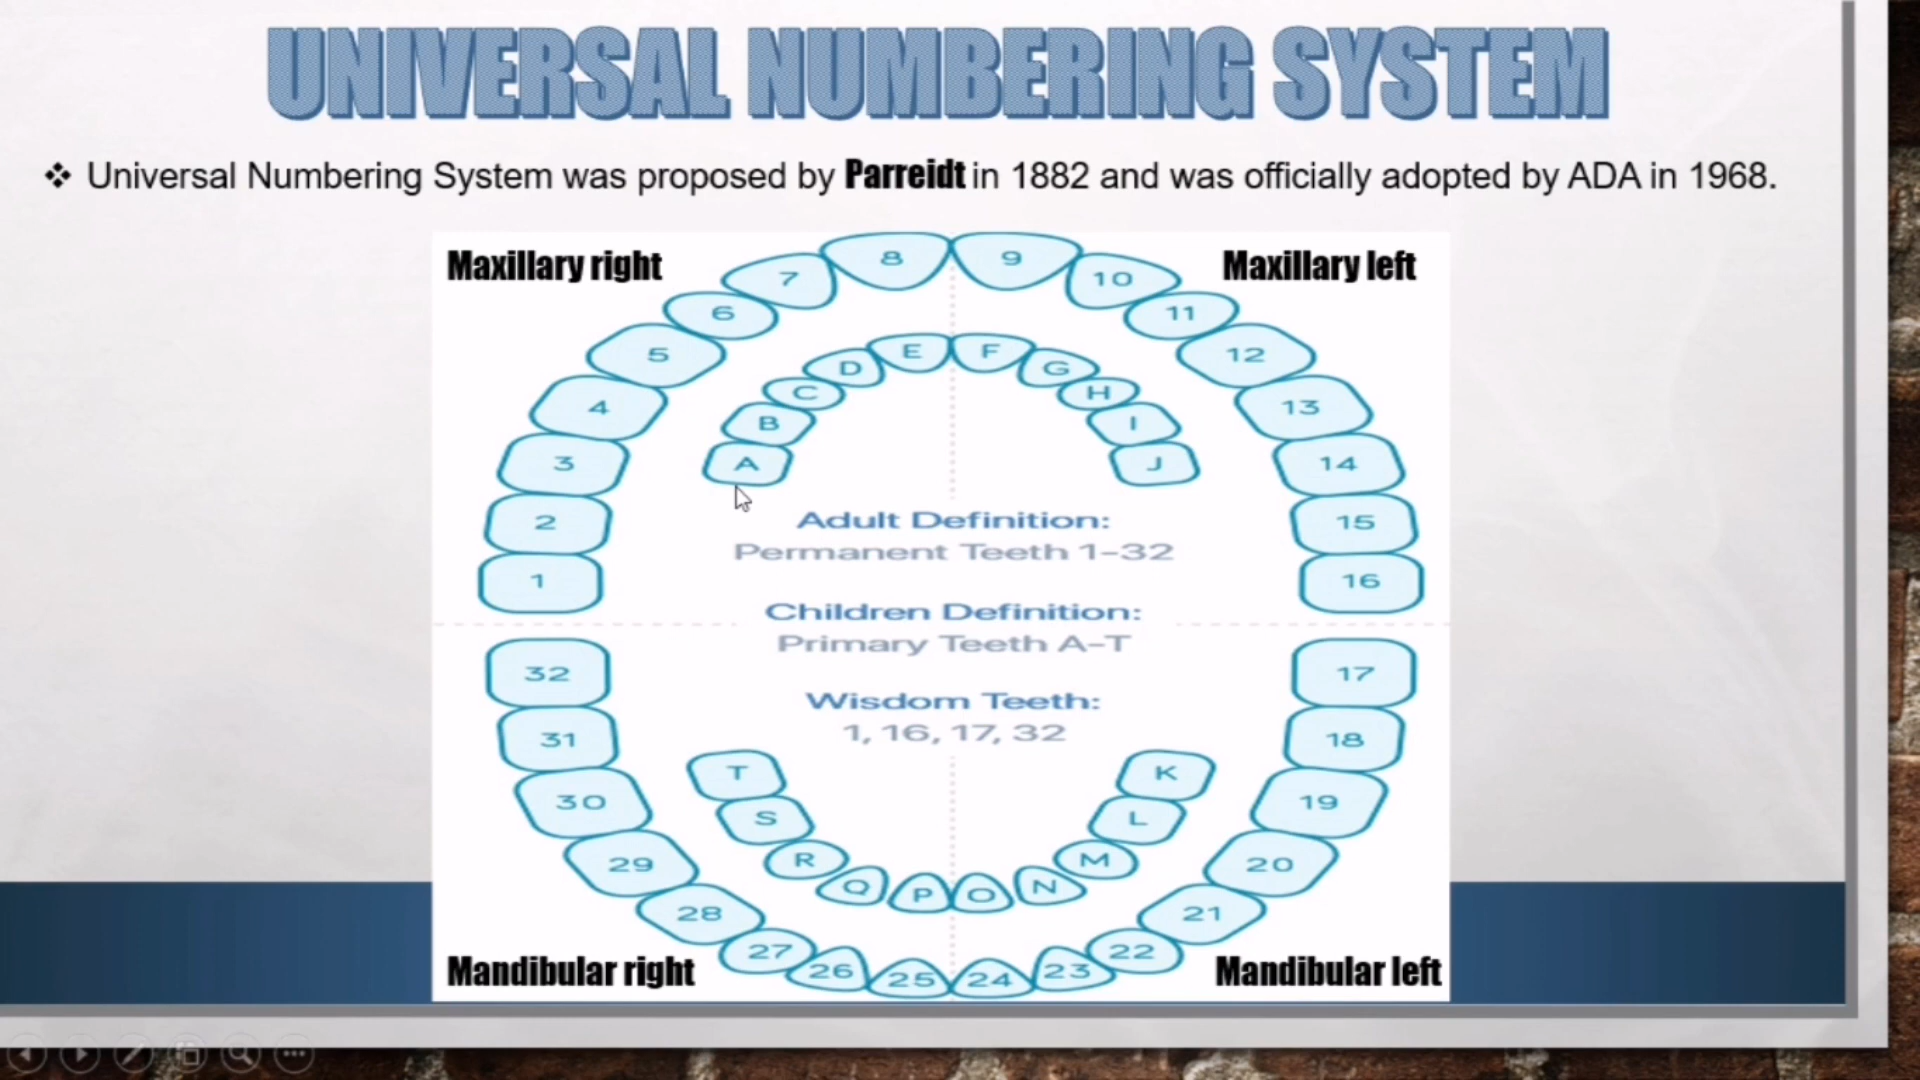 UNIVERSAL NUMBERING SYSTEM
❖ Universal Numbering System was proposed by Parreidt in 1882 and was officially adopted by ADA in 1968.
Maxillary right
Maxillary left
1
2
3
4
5
6
7
8
9
10
11
12
13
14
15
16
A
B
C
D
E
F
G
H
I
J
Adult Definition:
Permanent Teeth 1-32
Children Definition:
Primary Teeth A-T
Wisdom Teeth:
1, 16, 17, 32
T
S
R
Q
P
O
N
M
L
K
32
31
30
29
28
27
26
25
24
23
22
21
20
19
18
17
Mandibular right
Mandibular left